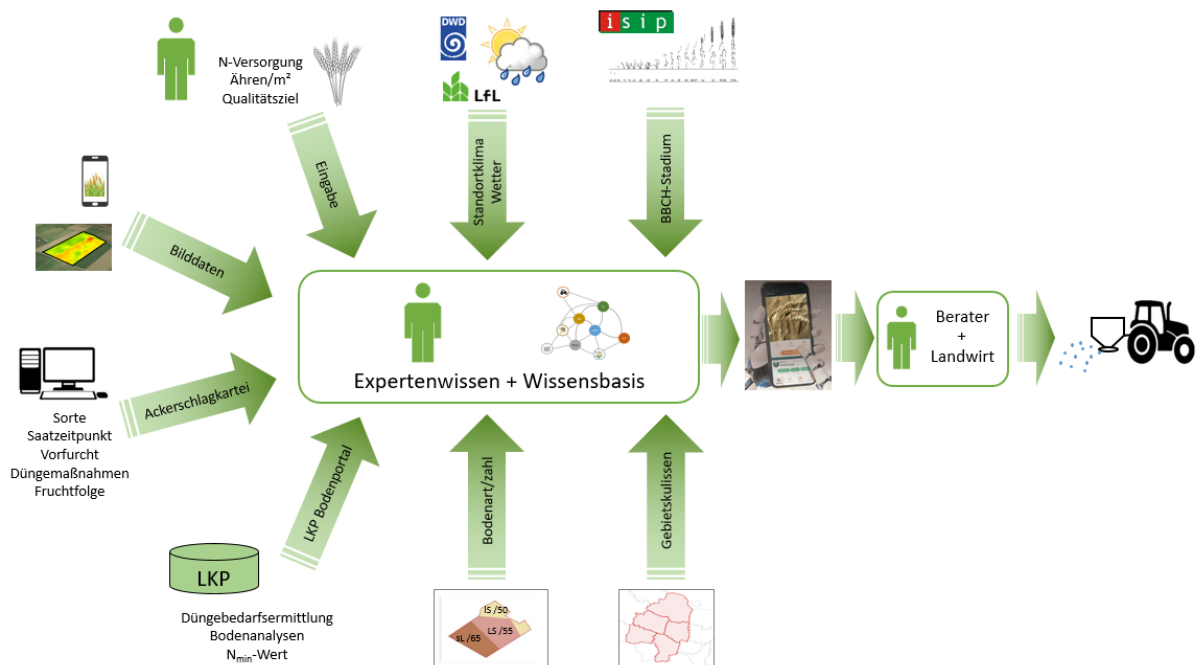 N-Versorgung
Ähren/m²
Qualitätsziel
DWD
LfL
isip
Eingabe
Standortklima
Wetter
BBCH-Stadium
Bilddaten
Expertenwissen + Wissensbasis
Berater
+
Landwirt
Ackerschlagkartei
Sorte
Saatzeitpunkt
Vorfurcht
Düngemaßnahmen
Fruchtfolge
LKP Bodenportal
Bodenart/zahl
Gebietskulissen
LKP
Düngebedarfsermittlung
Bodenanalysen
Nmin-Wert
lS /50
LS /55
sL /65